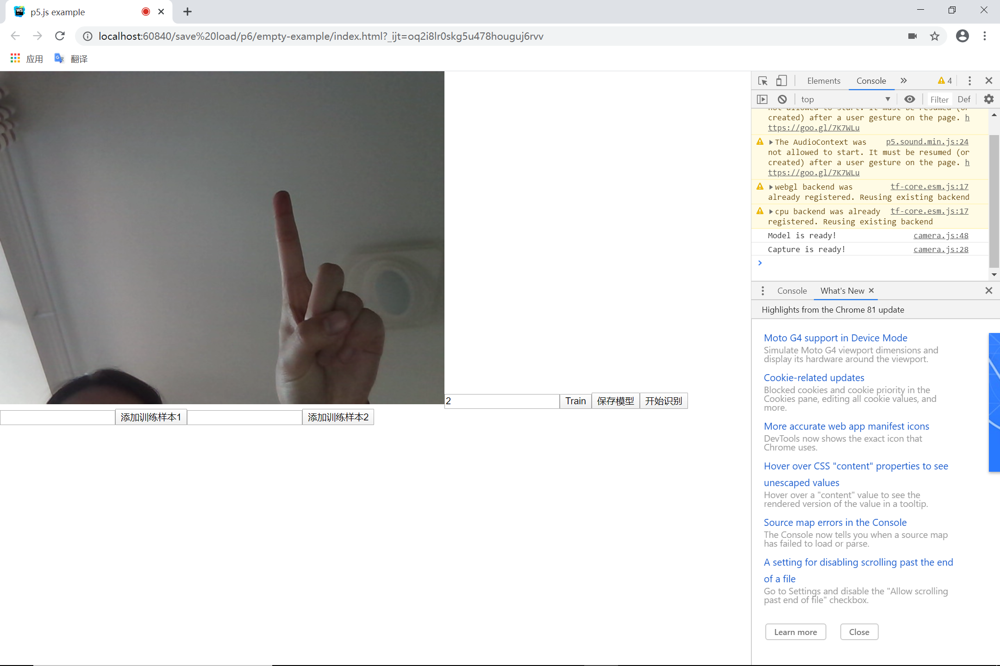 p5.js example
localhost:60840/save%20load/p6/empty-example/index.html?_ijt=oq2i8lr0skg5u478houguj6rvv
应用 翻译
Elements Console 4
top Filter Def
not allowed to start. It must be resumed (or
created) after a user gesture on the page. h
ttps://goo.gl/7K7WLu
The AudioContext was p5.sound.min.js:24
not allowed to start. It must be resumed (or
created) after a user gesture on the page. h
ttps://goo.gl/7K7WLu
webgl backend was tf-core.esm.js:17
already registered. Reusing existing backend
cpu backend was already tf-core.esm.js:17
registered. Reusing existing backend
Model is ready! camera.js:48
Capture is ready! camera.js:28
Console What's New
Highlights from the Chrome 81 update
Moto G4 support in Device Mode
Simulate Moto G4 viewport dimensions and
display its hardware around the viewport.
Cookie-related updates
Blocked cookies and cookie priority in the
Cookies pane, editing all cookie values, and
more.
More accurate web app manifest icons
DevTools now shows the exact icon that
Chrome uses.
Hover over CSS "content" properties to see
unescaped values
Hover over a "content" value to see the
rendered version of the value in a tooltip.
Source map errors in the Console
The Console now tells you when a source map
has failed to load or parse.
A setting for disabling scrolling past the end
of a file
Go to Settings and disable the "Allow scrolling
past end of file" checkbox.
Learn more Close
2 Train 保存模型 开始识别
添加训练样本1 添加训练样本2